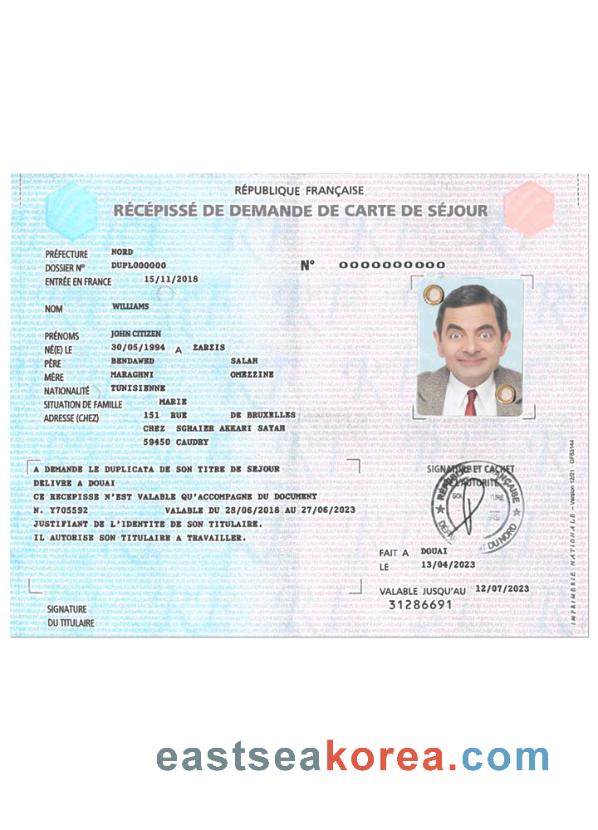 RÉPUBLIQUE FRANÇAISE
RÉCÉPISSÉ DE DEMANDE DE CARTE DE SÉJOUR
PRÉFECTURE NORD
DOSSIER N° DUPL000000 N° 0000000000
ENTRÉE EN FRANCE 15/11/2018
NOM WILLIAMS
PRÉNOMS JOHN CITIZEN
NÉ(E) LE 30/05/1994 A ZARZIS
PÈRE BENDAWED SALAH
MÈRE MARAGHNI OMEZZINE
NATIONALITÉ TUNISIENNE
SITUATION DE FAMILLE MARIE
ADRESSE (CHEZ) 151 RUE DE BRUXELLES
CHEZ SGHAIER AKKARI SAYAH
59450 CAUDRY
A DEMANDE LE DUPLICATA DE SON TITRE DE SEJOUR
DELIVRE A DOUAI
CE RECEPISSE N'EST VALABLE QU'ACCOMPAGNE DU DOCUMENT
N. Y705592 VALABLE DU 28/06/2018 AU 27/06/2023
JUSTIFIANT DE L'IDENTITE DE SON TITULAIRE.
IL AUTORISE SON TITULAIRE A TRAVAILLER.
SIGNATURE ET CACHET
DE L'AUTORITÉ
RÉPUBLIQUE FRANÇAISE
DU NORD
FAIT A DOUAI
LE 13/04/2023
VALABLE JUSQU'AU 12/07/2023
31286691
SIGNATURE
DU TITULAIRE
IMPRIMERIE NATIONALE
eastseakorea.com